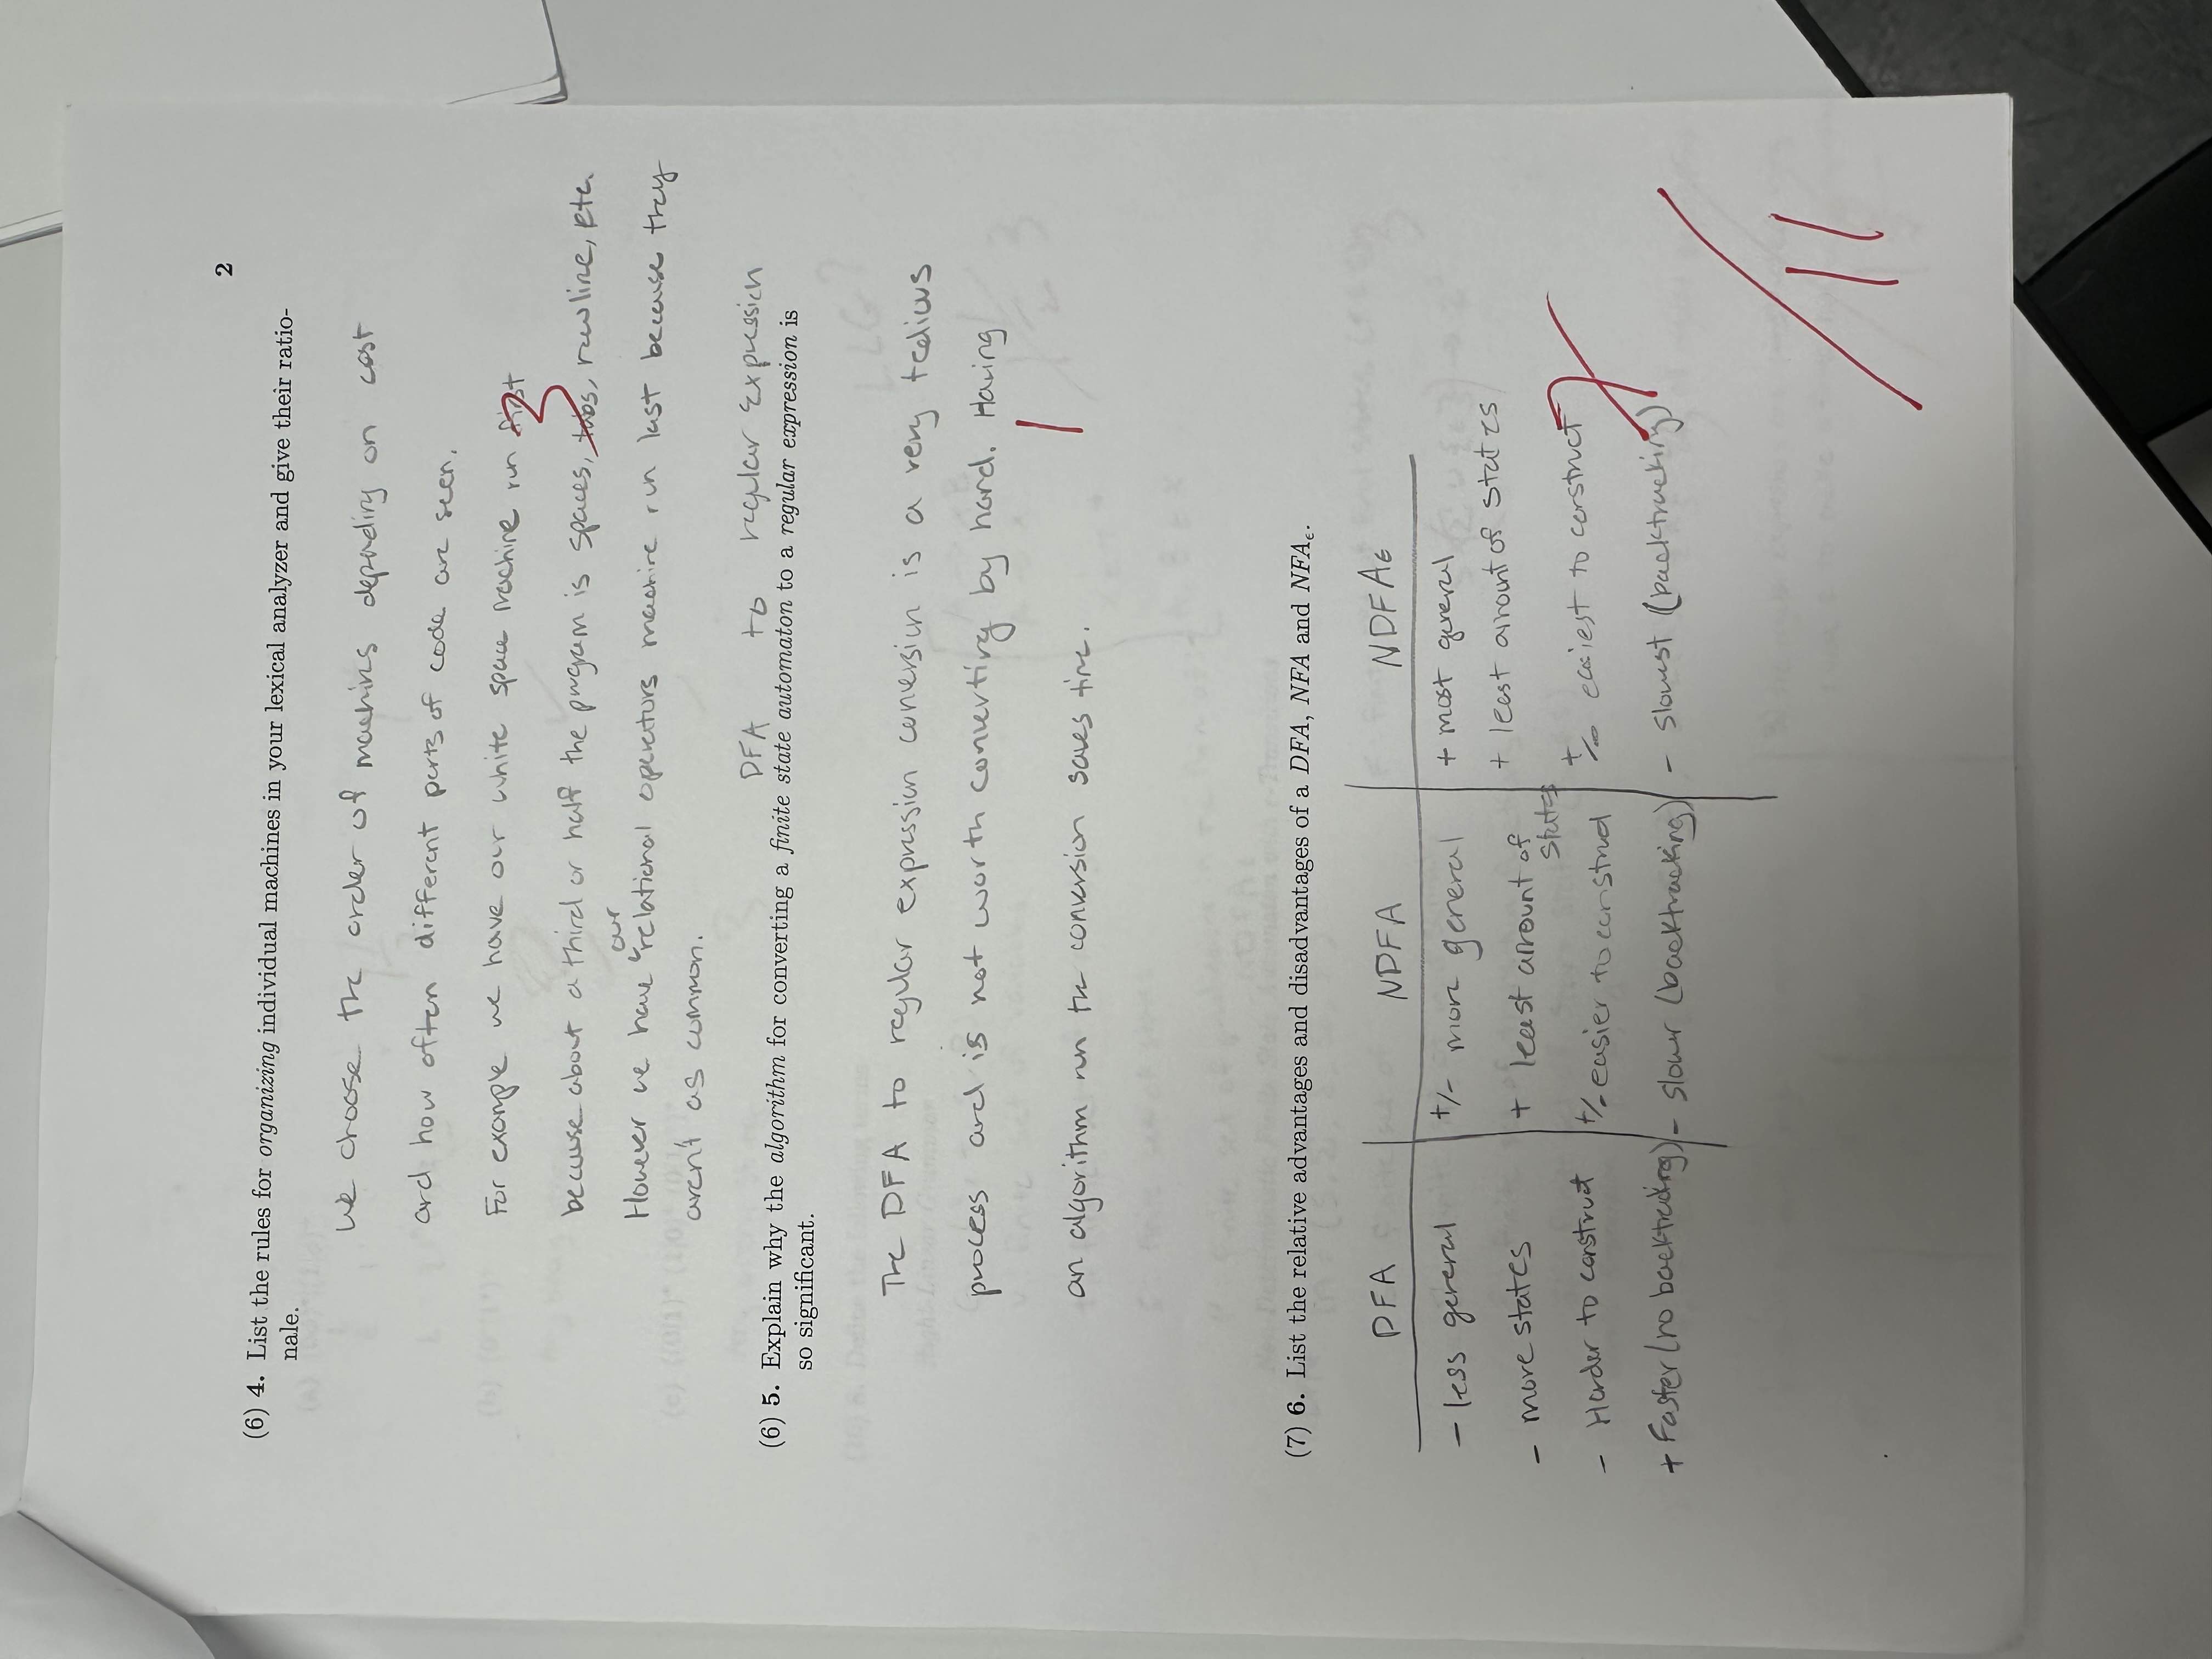 2
(6) 4. List the rules for organizing individual machines in your lexical analyzer and give their ratio-
nale.
We choose the order of machines depending on cost
and how often different parts of code are seen.
For example we have our white space machine run first
3
because about a third or half the program is spaces, tabs, newline, etc.
our
However we have relational operators machine run last because they
aren't as common.
DFA to regular expression
(6) 5. Explain why the algorithm for converting a finite state automaton to a regular expression is
so significant.
The DFA to regular expression conversion is a very tedious
process and is not worth converting by hand. Having
1
an algorithm run the conversion saves time.
(7) 6. List the relative advantages and disadvantages of a DFA, NFA and NFAε.
DFA NDFA NDFAε
- less general +/- more general + most general
- more states + least amount of states + least amount of states
- Harder to construct +/- easier to construct +/- easiest to construct
7
+ Faster (no backtracking) - slower (backtracking) - slowest (backtracking)
/11